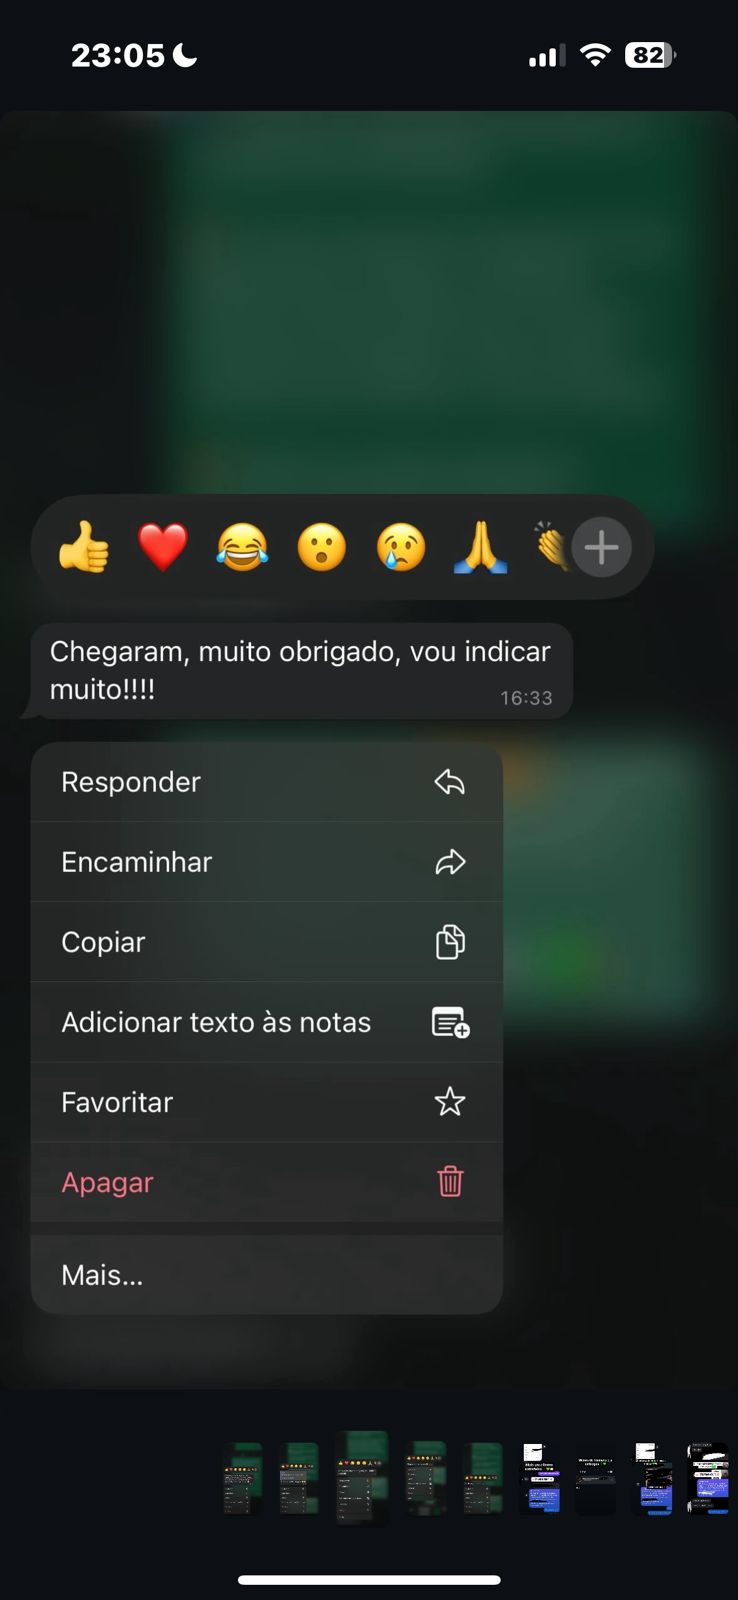 23:05
82
Chegaram, muito obrigado, vou indicar
muito!!!!
16:33
Responder
Encaminhar
Copiar
Adicionar texto às notas
Favoritar
Apagar
Mais...